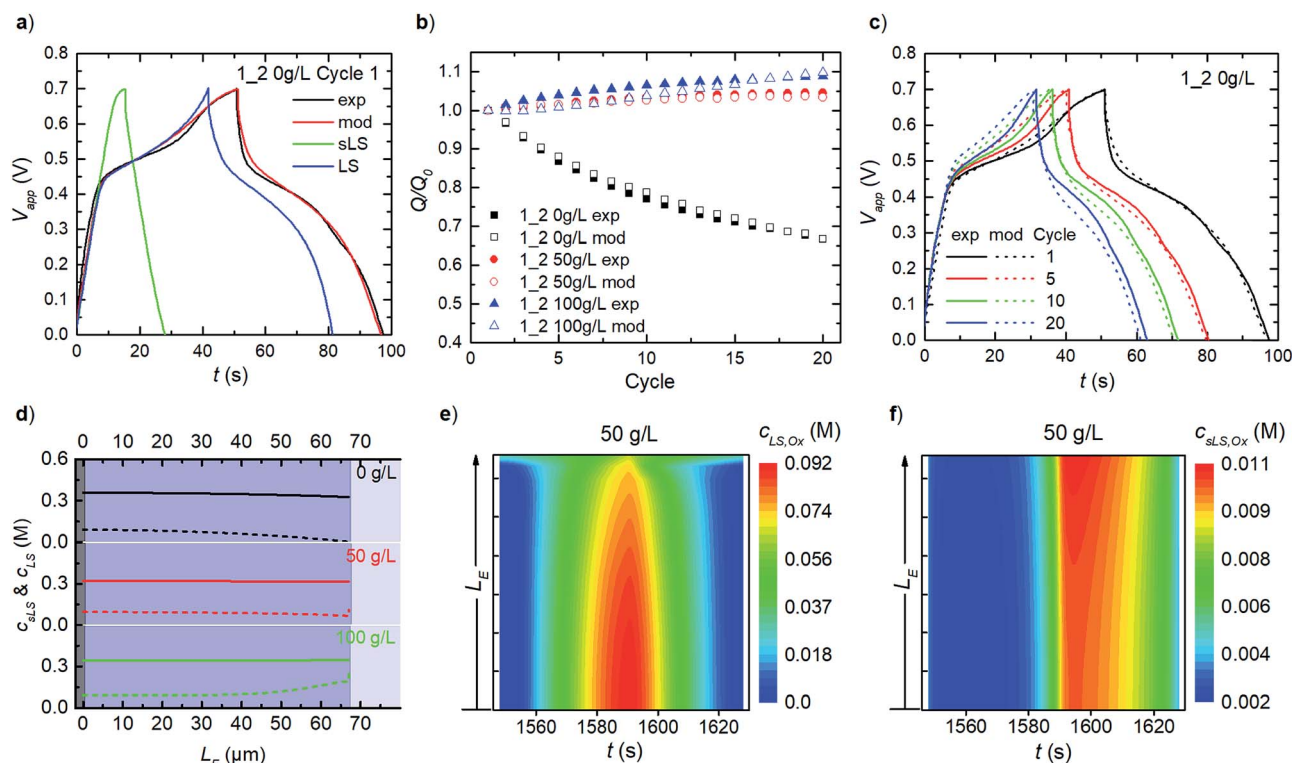 a)
1_2 0g/L Cycle 1
exp
mod
sLS
LS
V_app (V)
0.7
0.6
0.5
0.4
0.3
0.2
0.1
0.0
0 20 40 60 80 100
t (s)
b)
Q/Q_0
1.1
1.0
0.9
0.8
0.7
0.6
0.5
0.4
1_2 0g/L exp
1_2 0g/L mod
1_2 50g/L exp
1_2 50g/L mod
1_2 100g/L exp
1_2 100g/L mod
0 5 10 15 20
Cycle
c)
1_2 0g/L
V_app (V)
0.7
0.6
0.5
0.4
0.3
0.2
0.1
0.0
exp mod Cycle
1
5
10
20
0 20 40 60 80 100
t (s)
d)
0 10 20 30 40 50 60 70
c_sLS & c_LS (M)
0.6
0.3
0.0
0.3
0.0
0.3
0.0
0 g/L
50 g/L
100 g/L
0 10 20 30 40 50 60 70
L_E (µm)
e)
50 g/L
c_LS,Ox (M)
L_E
0.092
0.074
0.055
0.037
0.018
0.0
1560 1580 1600 1620
t (s)
f)
50 g/L
c_sLS,Ox (M)
L_E
0.011
0.009
0.008
0.006
0.004
0.002
1560 1580 1600 1620
t (s)